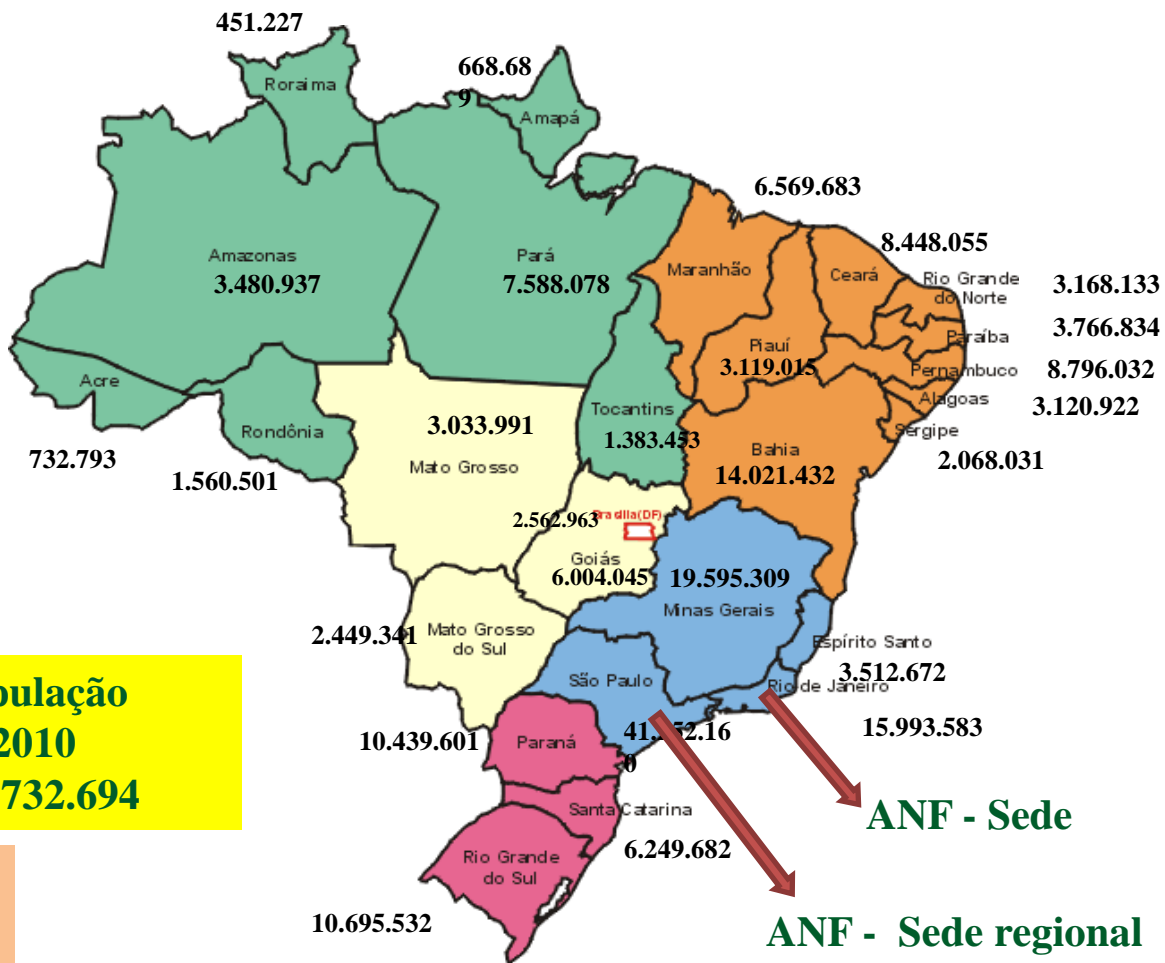 451.227
Roraima
668.68
9
Amapá
6.569.683
8.448.055
Amazonas
3.480.937
Pará
7.588.078
Maranhão
Ceará
Rio Grande
do Norte
3.168.133
Paraíba
3.766.834
Piauí
3.119.015
Pernambuco
8.796.032
Alagoas
3.120.922
Sergipe
2.068.031
Acre
732.793
Rondônia
1.560.501
3.033.991
Mato Grosso
Tocantins
1.383.453
Bahia
14.021.432
2.562.963
Brasília(DF)
Goiás
6.004.045
19.595.309
Minas Gerais
2.449.341
Mato Grosso
do Sul
Espírito Santo
3.512.672
São Paulo
Rio de Janeiro
15.993.583
10.439.601
Paraná
0
Santa Catarina
6.249.682
Rio Grande
do Sul
10.695.532
pulação
2010
732.694
ANF - Sede
ANF - Sede regional